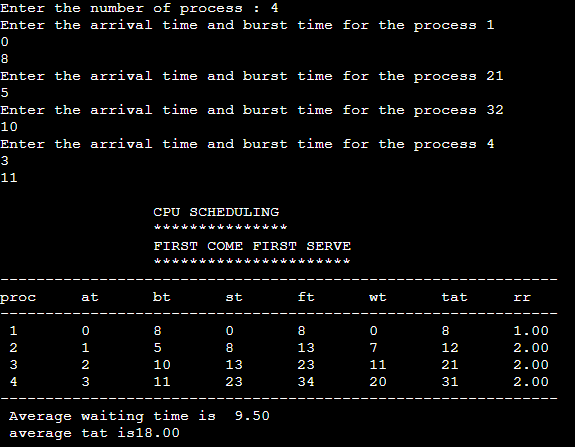 Enter the number of process : 4
Enter the arrival time and burst time for the process 1
0
8
Enter the arrival time and burst time for the process 21
5
Enter the arrival time and burst time for the process 32
10
Enter the arrival time and burst time for the process 4
3
11
CPU SCHEDULING
***************
FIRST COME FIRST SERVE
**********************
--------------------------------------------------------------
proc at bt st ft wt tat rr
--------------------------------------------------------------
1 0 8 0 8 0 8 1.00
2 1 5 8 13 7 12 2.00
3 2 10 13 23 11 21 2.00
4 3 11 23 34 20 31 2.00
--------------------------------------------------------------
Average waiting time is 9.50
average tat is18.00